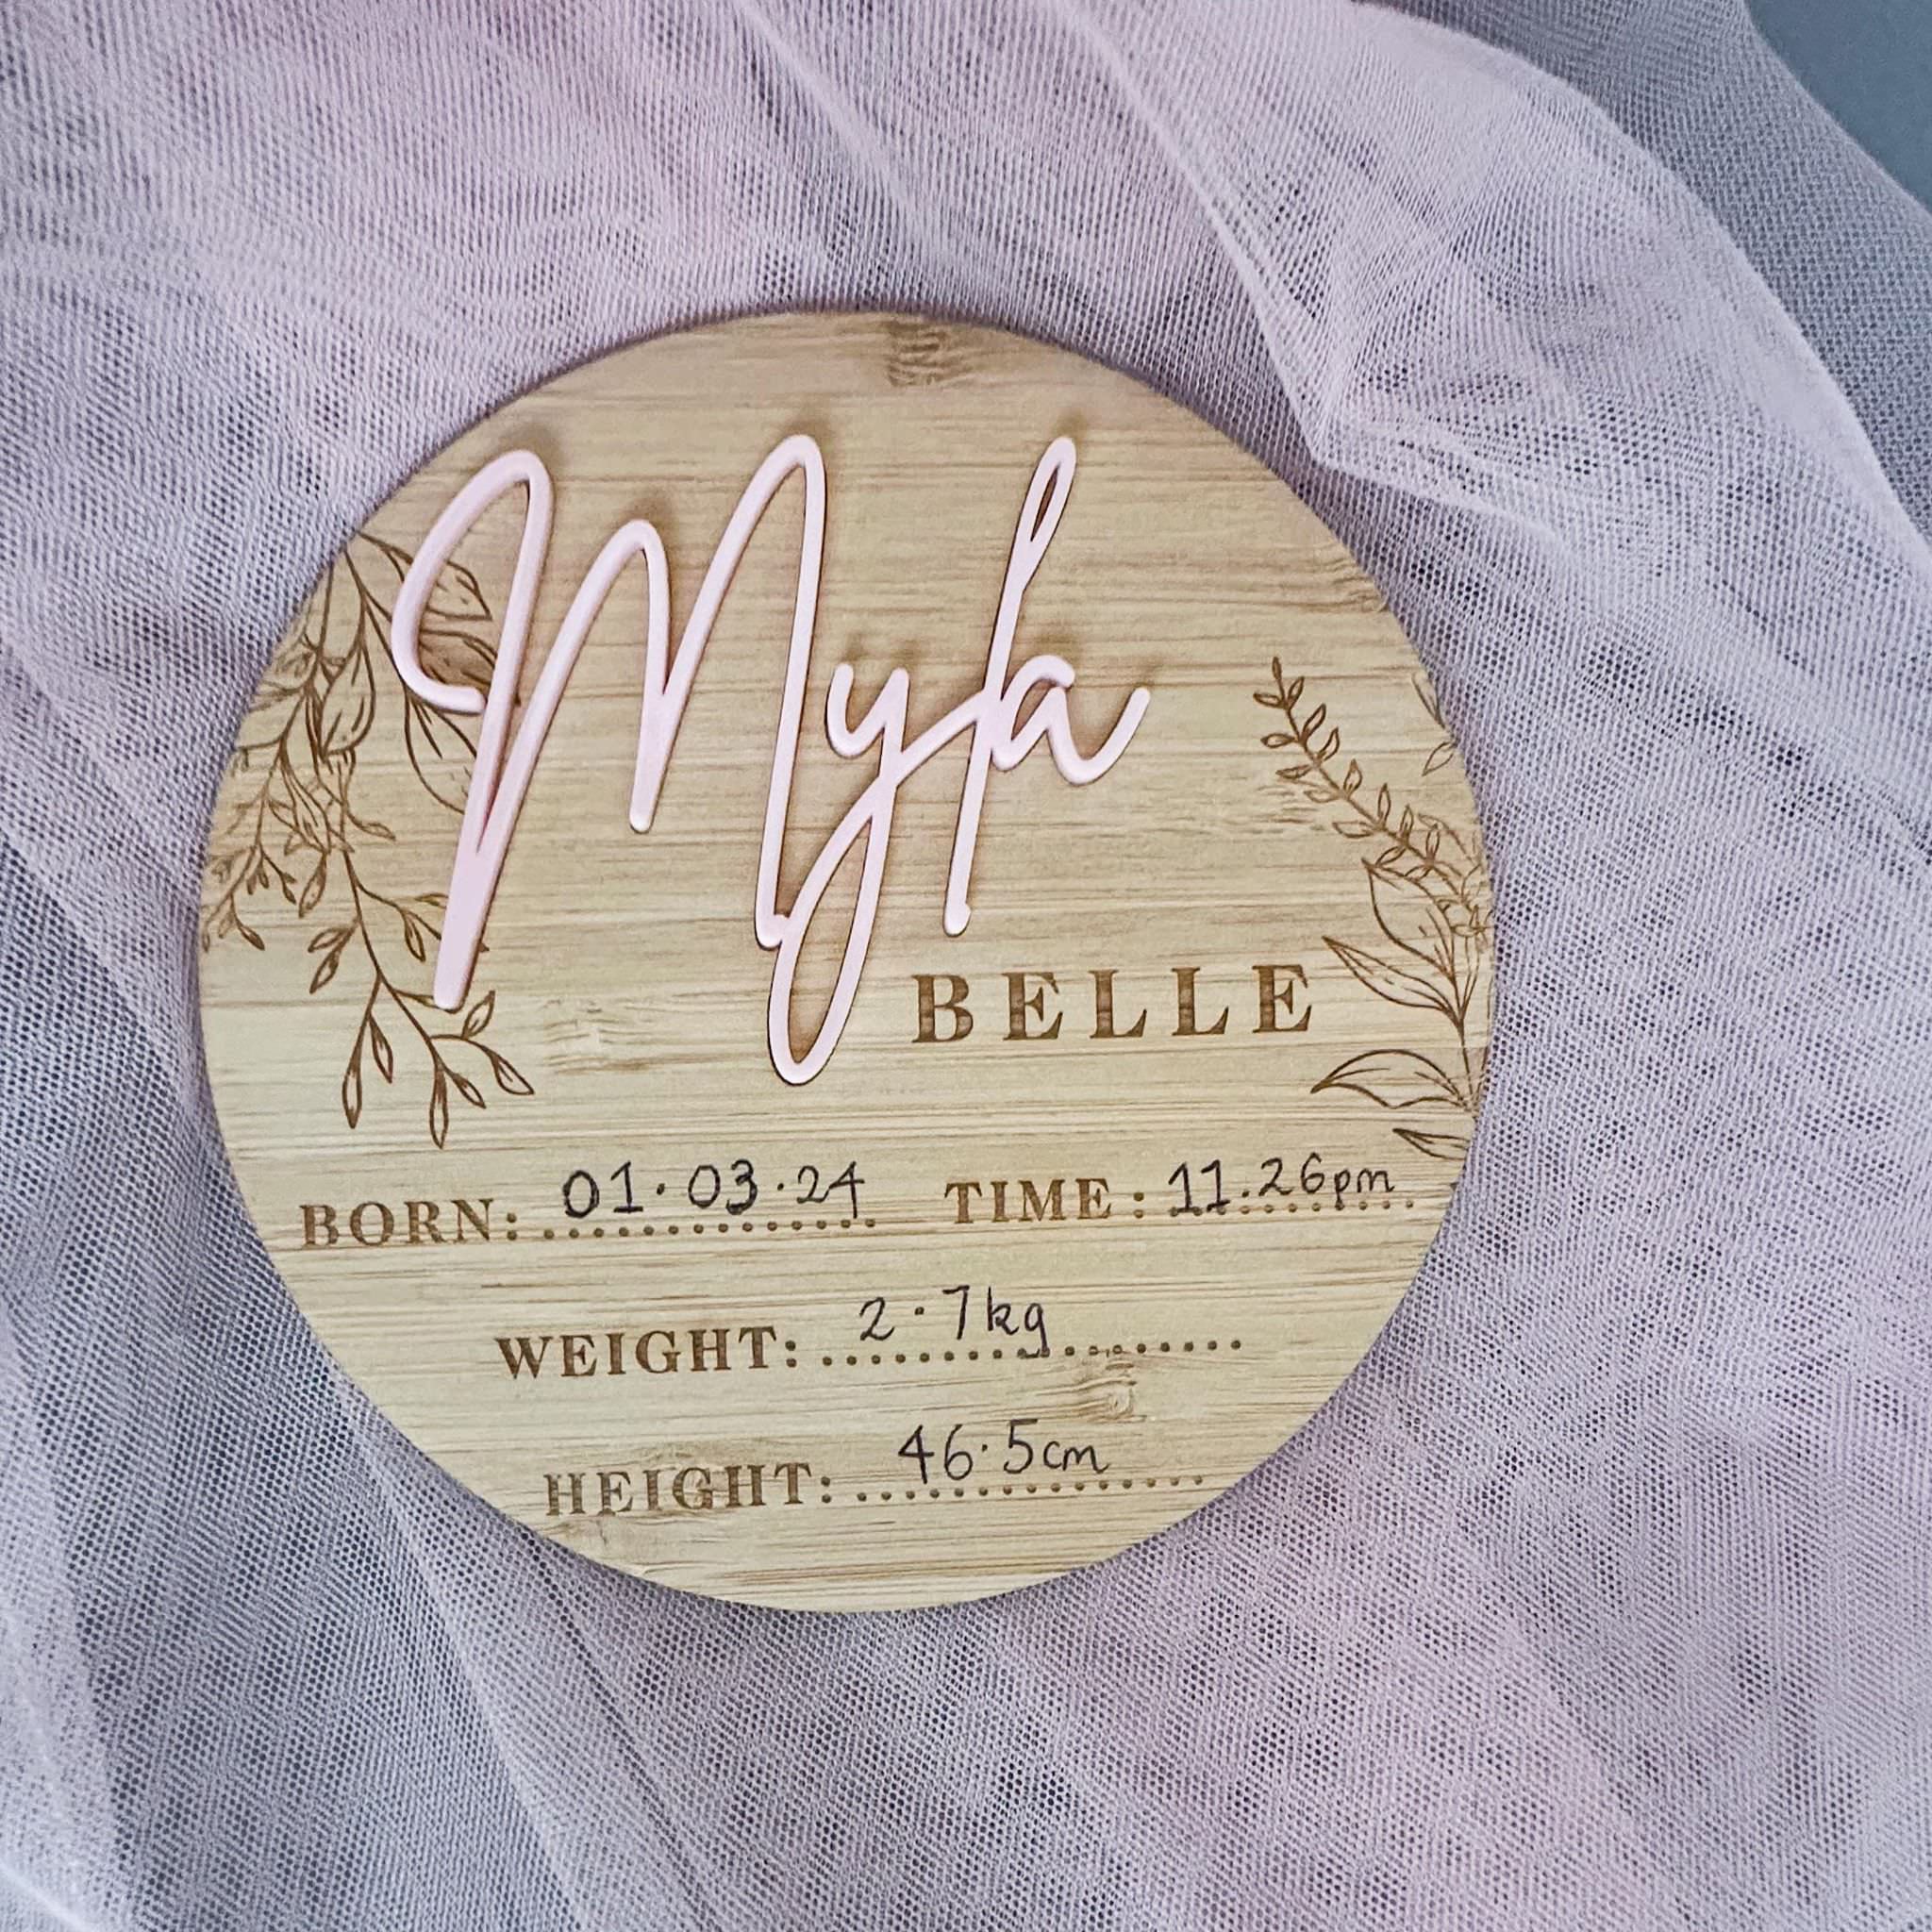 Myla
BELLE
BORN: 01.03.24 TIME: 11.26pm
WEIGHT: 2.7kg
HEIGHT: 46.5cm